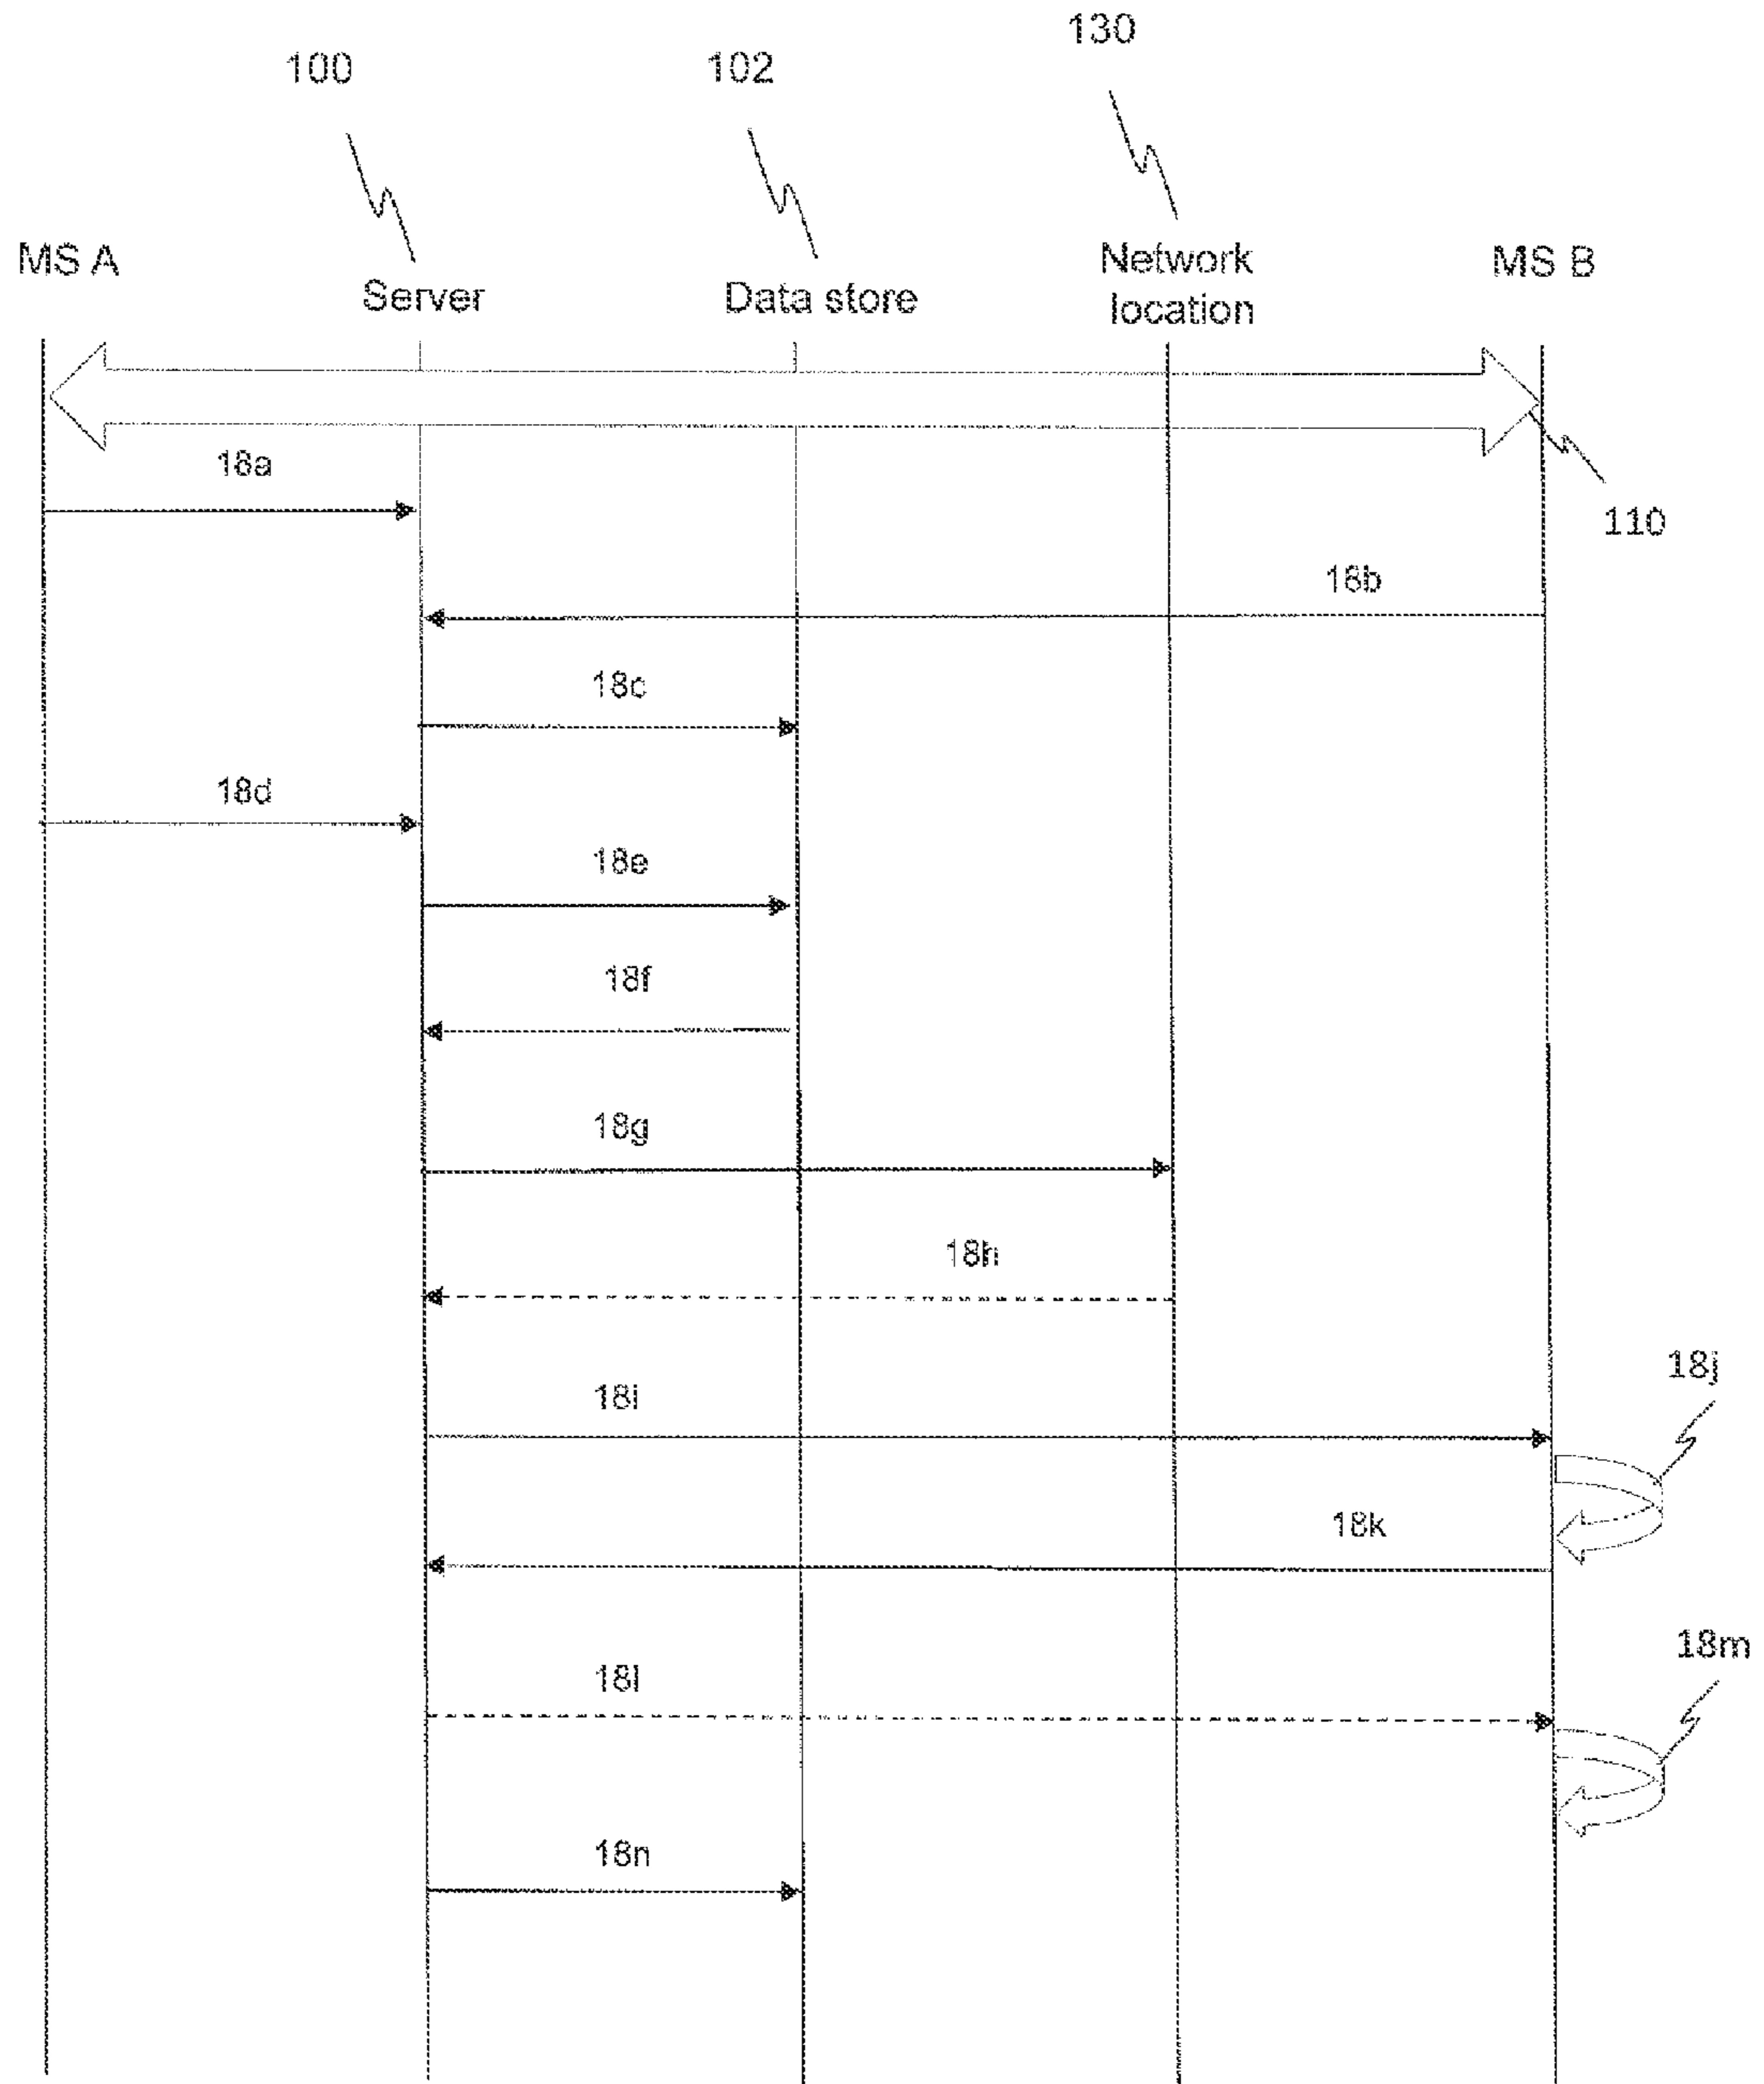 130
100
102
MS A
Server
Data store
Network
location
MS B
18a
110
18b
18c
18d
18e
18f
18g
18h
18j
18i
18k
18m
18l
18n